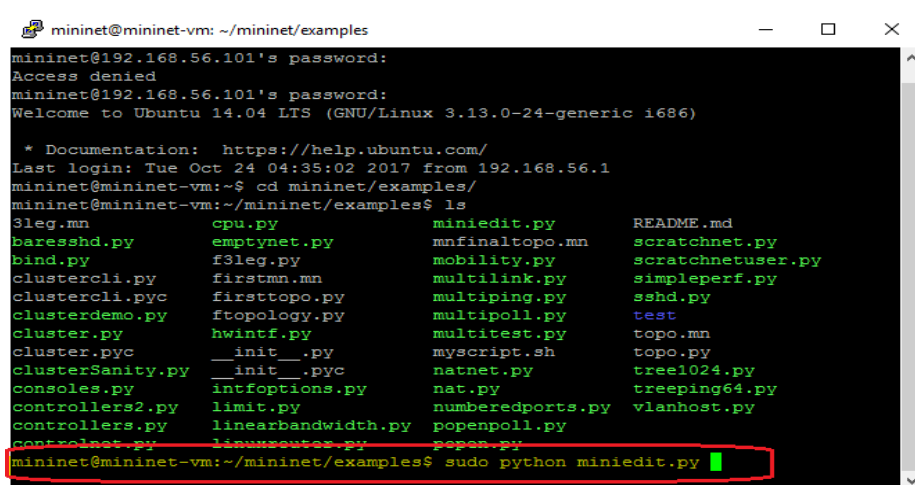 mininet@mininet-vm: ~/mininet/examples
mininet@192.168.56.101's password:
Access denied
mininet@192.168.56.101's password:
Welcome to Ubuntu 14.04 LTS (GNU/Linux 3.13.0-24-generic i686)
* Documentation: https://help.ubuntu.com/
Last login: Tue Oct 24 04:35:02 2017 from 192.168.56.1
mininet@mininet-vm:~$ cd mininet/examples/
mininet@mininet-vm:~/mininet/examples$ ls
3leg.mn cpu.py miniedit.py README.md
baresshd.py emptynet.py mnfinaltopo.mn scratchnet.py
bind.py f3leg.py mobility.py scratchnetuser.py
clustercli.py firstmn.mn multilink.py simpleperf.py
clustercli.pyc firsttopo.py multiping.py sshd.py
clusterdemo.py ftopology.py multipoll.py test
cluster.py hwintf.py multitest.py topo.mn
cluster.pyc __init__.py myscript.sh topo.py
clusterSanity.py __init__.pyc natnet.py tree1024.py
consoles.py intfoptions.py nat.py treeping64.py
controllers2.py limit.py numberedports.py vlanhost.py
controllers.py linearbandwidth.py popenpoll.py
controlnet.py linuxrouter.py popen.py
mininet@mininet-vm:~/mininet/examples$ sudo python miniedit.py